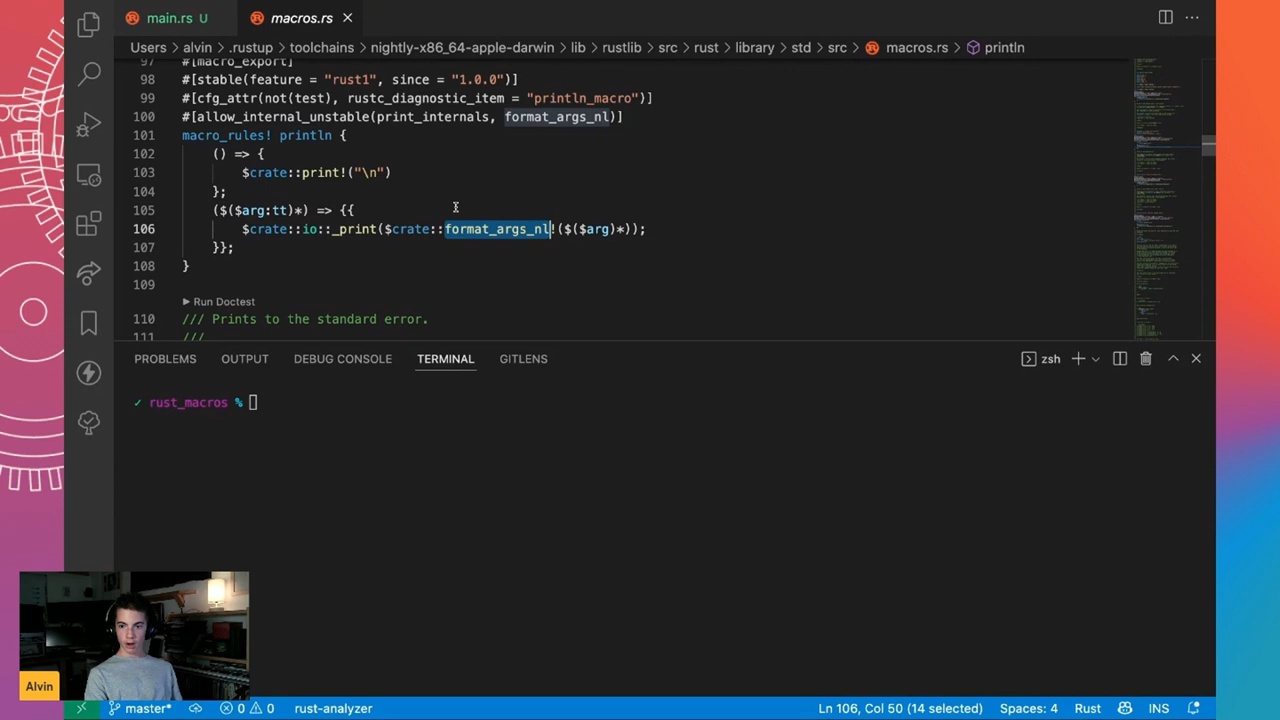 main.rs U
macros.rs
Users › alvin › .rustup › toolchains › nightly-x86_64-apple-darwin › lib › rustlib › src › rust › library › std › src › macros.rs › println
97 #[macro_export]
98 #[stable(feature = "rust1", since = "1.0.0")]
99 #[cfg_attr(not(test), rustc_diagnostic_item = "println_macro")]
100 #[allow_internal_unstable(print_internals, format_args_nl)]
101 macro_rules! println {
102 () => {
103 $crate::print!("\n")
104 };
105 ($($arg:tt)*) => {{
106 $crate::io::_print($crate::format_args_nl!($($arg)*));
107 }};
108 }
109
▶ Run Doctest
110 /// Prints to the standard error.
111 ///
PROBLEMS OUTPUT DEBUG CONSOLE TERMINAL GITLENS
zsh
✓ rust_macros %
Alvin
master* 0 0 rust-analyzer Ln 106, Col 50 (14 selected) Spaces: 4 Rust INS